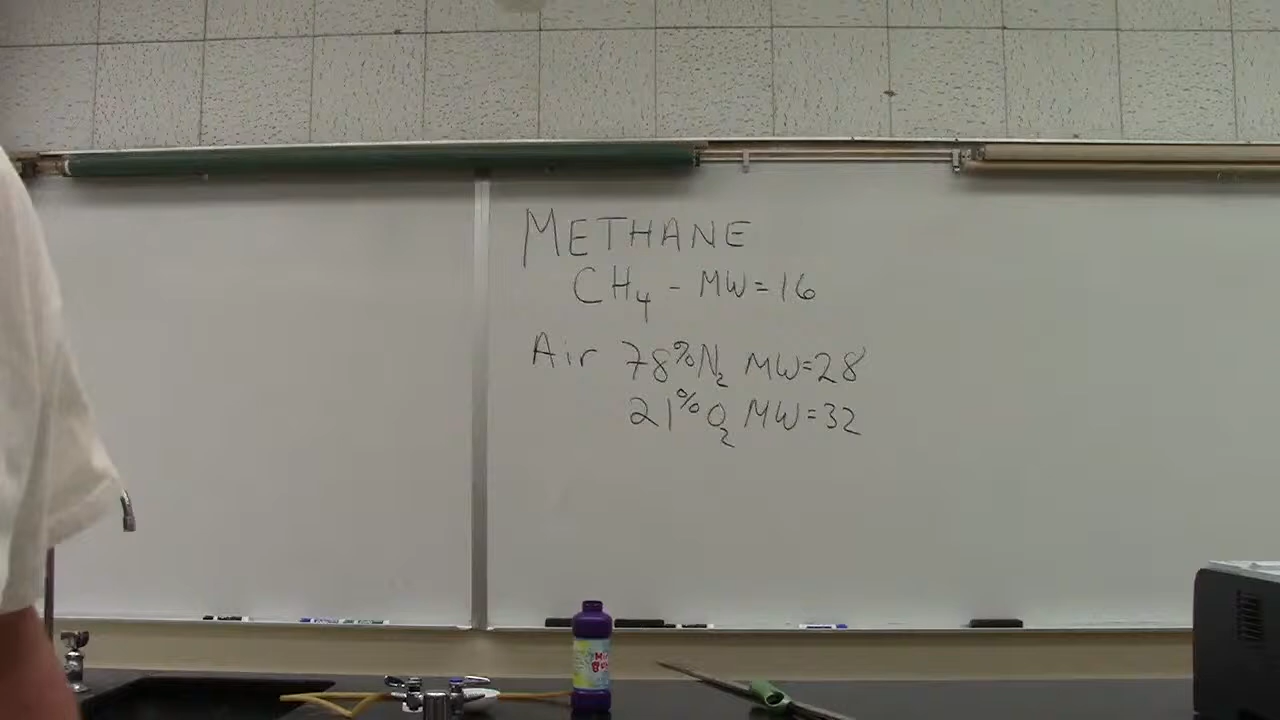 METHANE
CH₄ - MW = 16
Air 78% N₂ MW=28
21% O₂ MW=32